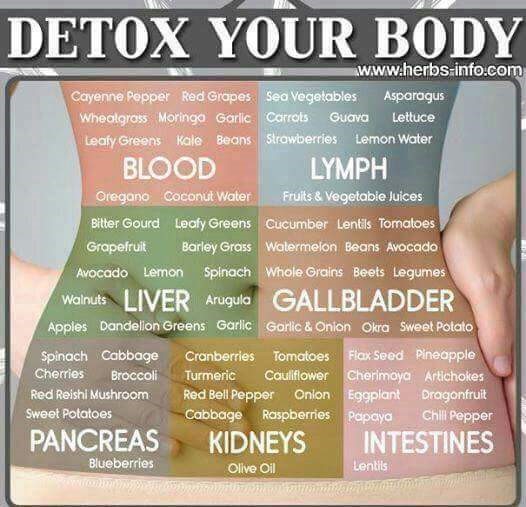 DETOX YOUR BODY
www.herbs-info.com
Cayenne Pepper Red Grapes
Wheatgrass Moringa Garlic
Leafy Greens Kale Beans
BLOOD
Oregano Coconut Water
Sea Vegetables Asparagus
Carrots Guava Lettuce
Strawberries Lemon Water
LYMPH
Fruits & Vegetable Juices
Bitter Gourd Leafy Greens
Grapefruit Barley Grass
Avocado Lemon Spinach
Walnuts LIVER Arugula
Apples Dandelion Greens Garlic
Cucumber Lentils Tomatoes
Watermelon Beans Avocado
Whole Grains Beets Legumes
GALLBLADDER
Garlic & Onion Okra Sweet Potato
Spinach Cabbage
Cherries Broccoli
Red Reishi Mushroom
Sweet Potatoes
PANCREAS
Blueberries
Cranberries Tomatoes
Turmeric Cauliflower
Red Bell Pepper Onion
Cabbage Raspberries
KIDNEYS
Olive Oil
Flax Seed Pineapple
Cherimoya Artichokes
Eggplant Dragonfruit
Papaya Chili Pepper
INTESTINES
Lentils